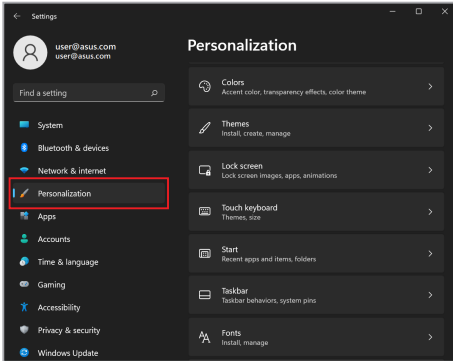 Settings
user@asus.com
user@asus.com
Find a setting
System
Bluetooth & devices
Network & internet
Personalization
Apps
Accounts
Time & language
Gaming
Accessibility
Privacy & security
Windows Update
Personalization
Colors
Accent color, transparency effects, color theme
Themes
Install, create, manage
Lock screen
Lock screen images, apps, animations
Touch keyboard
Themes, size
Start
Recent apps and items, folders
Taskbar
Taskbar behaviors, system pins
Fonts
Install, manage